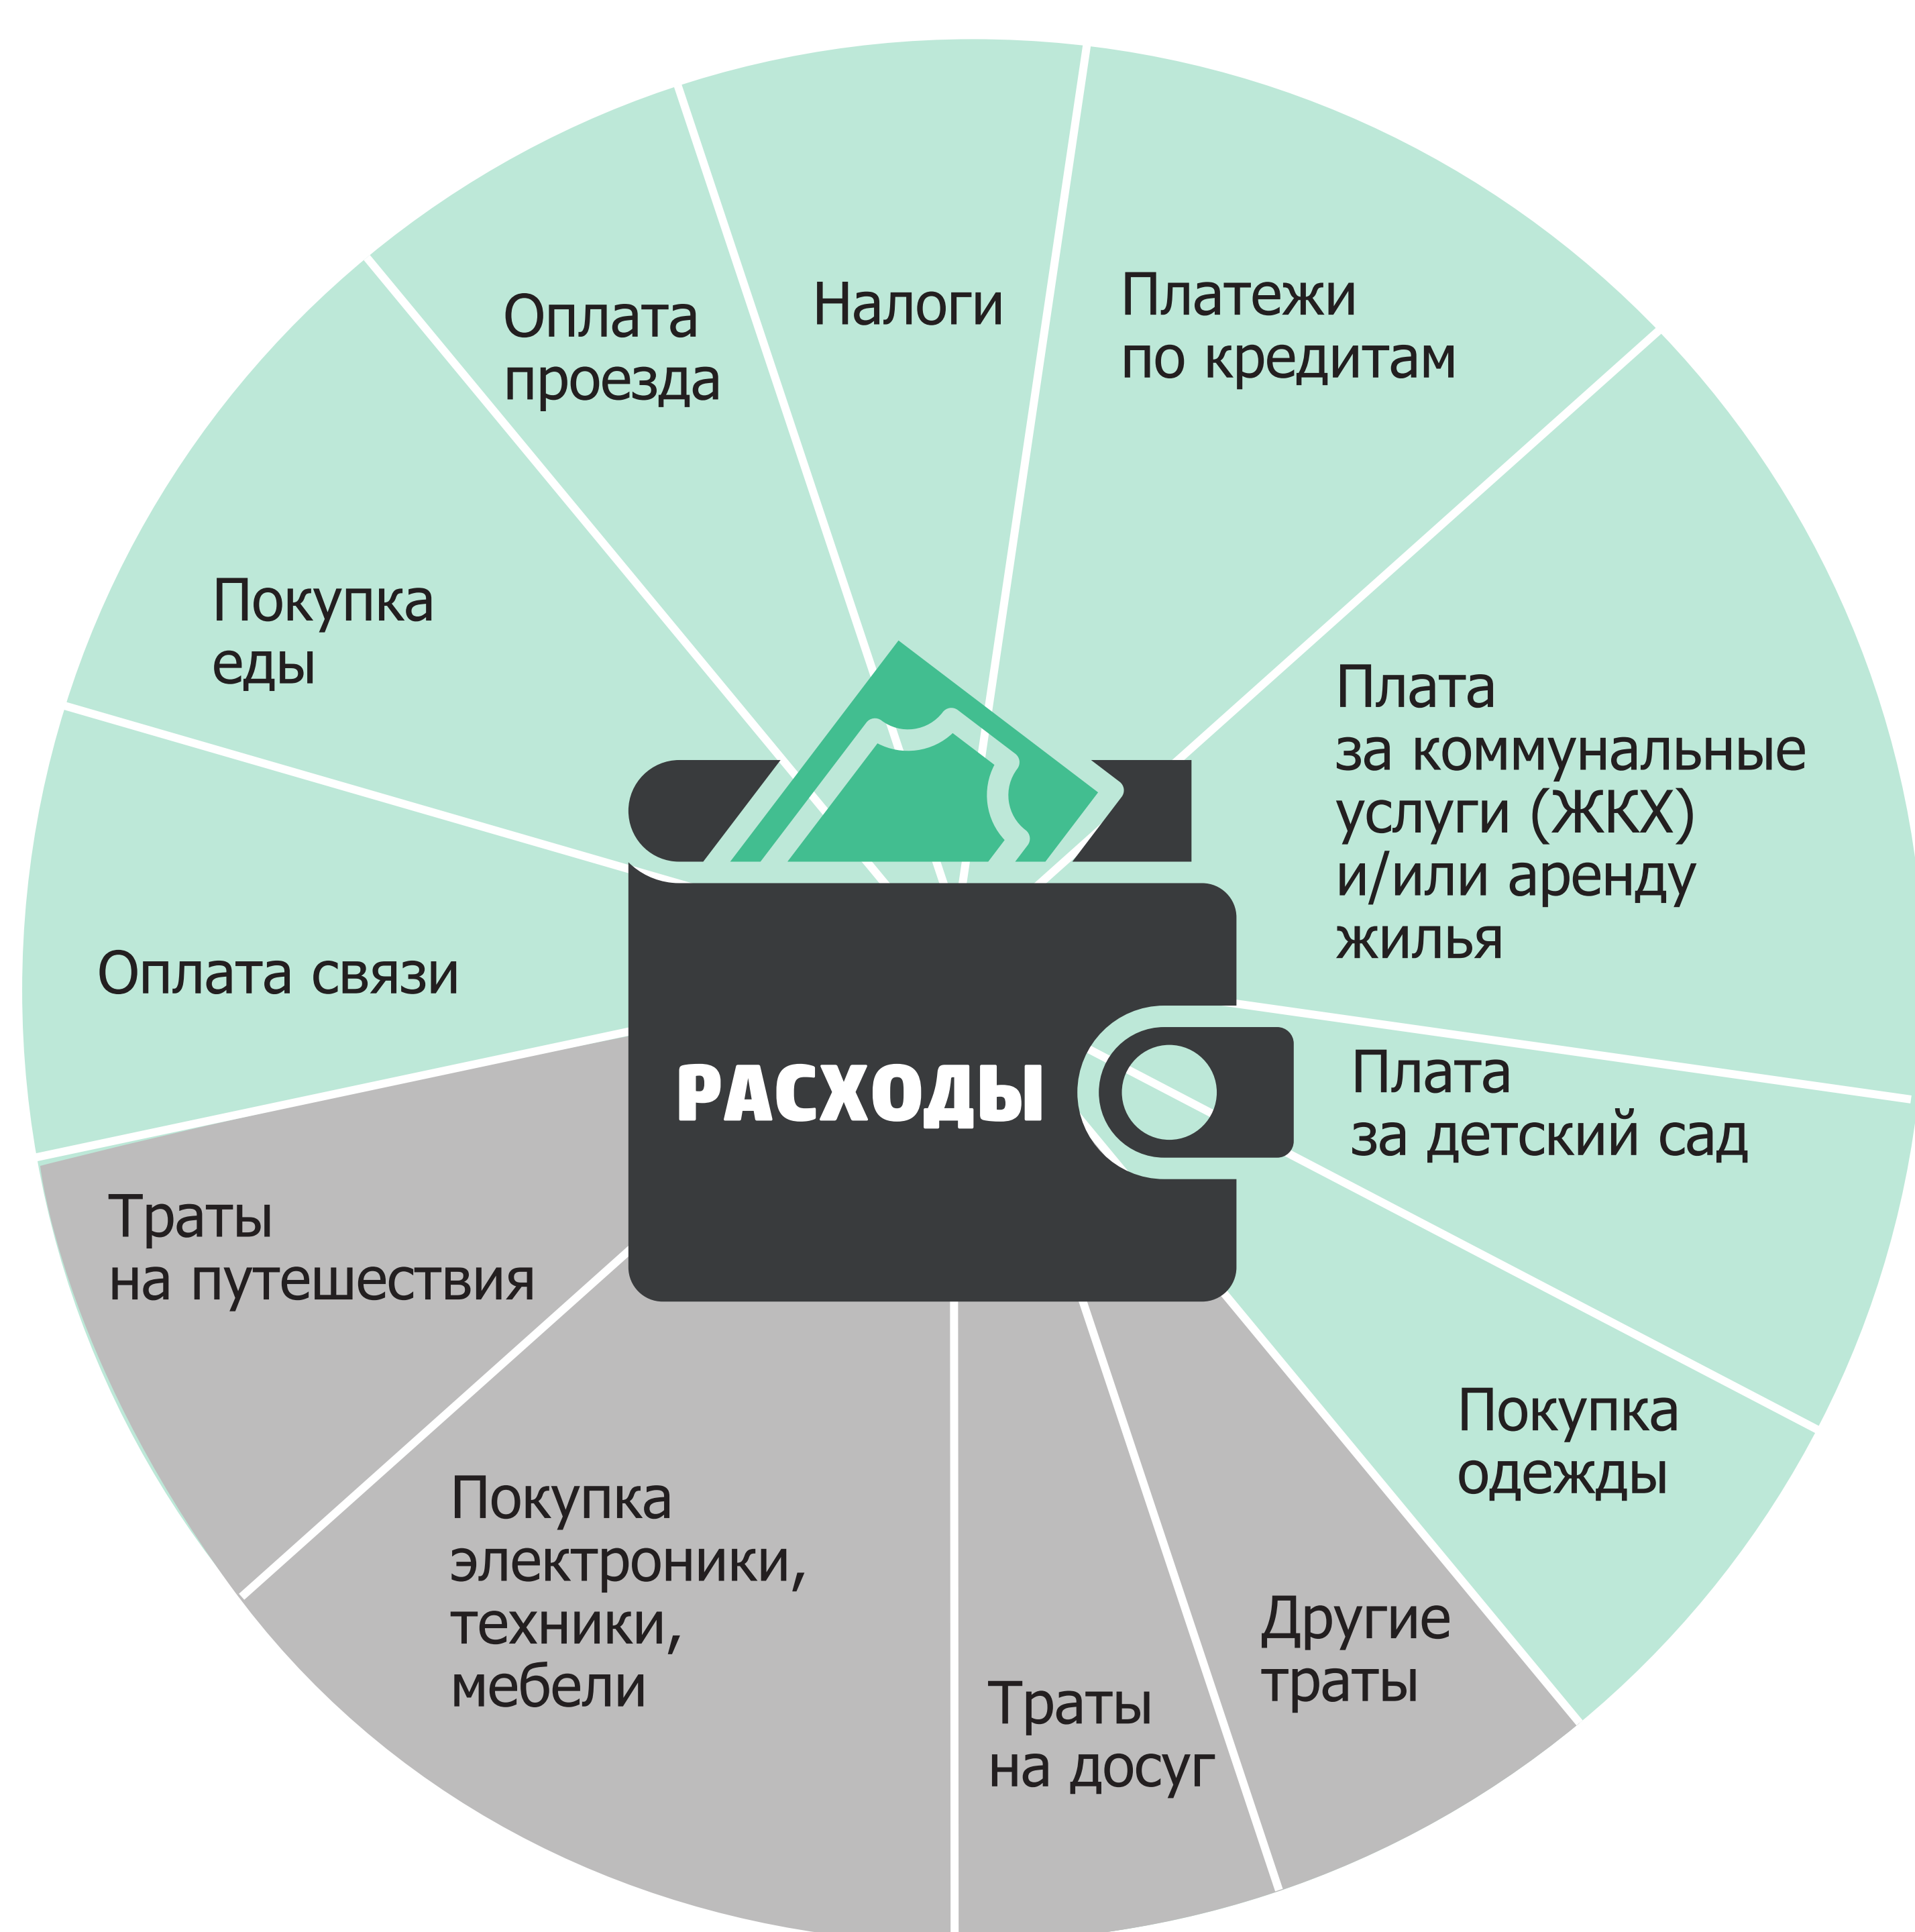 Оплата
проезда
Налоги
Платежи
по кредитам
Покупка
еды
Плата
за коммунальные
услуги (ЖКХ)
и/или аренду
жилья
Оплата связи
РАСХОДЫ
Плата
за детский сад
Траты
на путешествия
Покупка
одежды
Покупка
электроники,
техники,
мебели
Другие
траты
Траты
на досуг